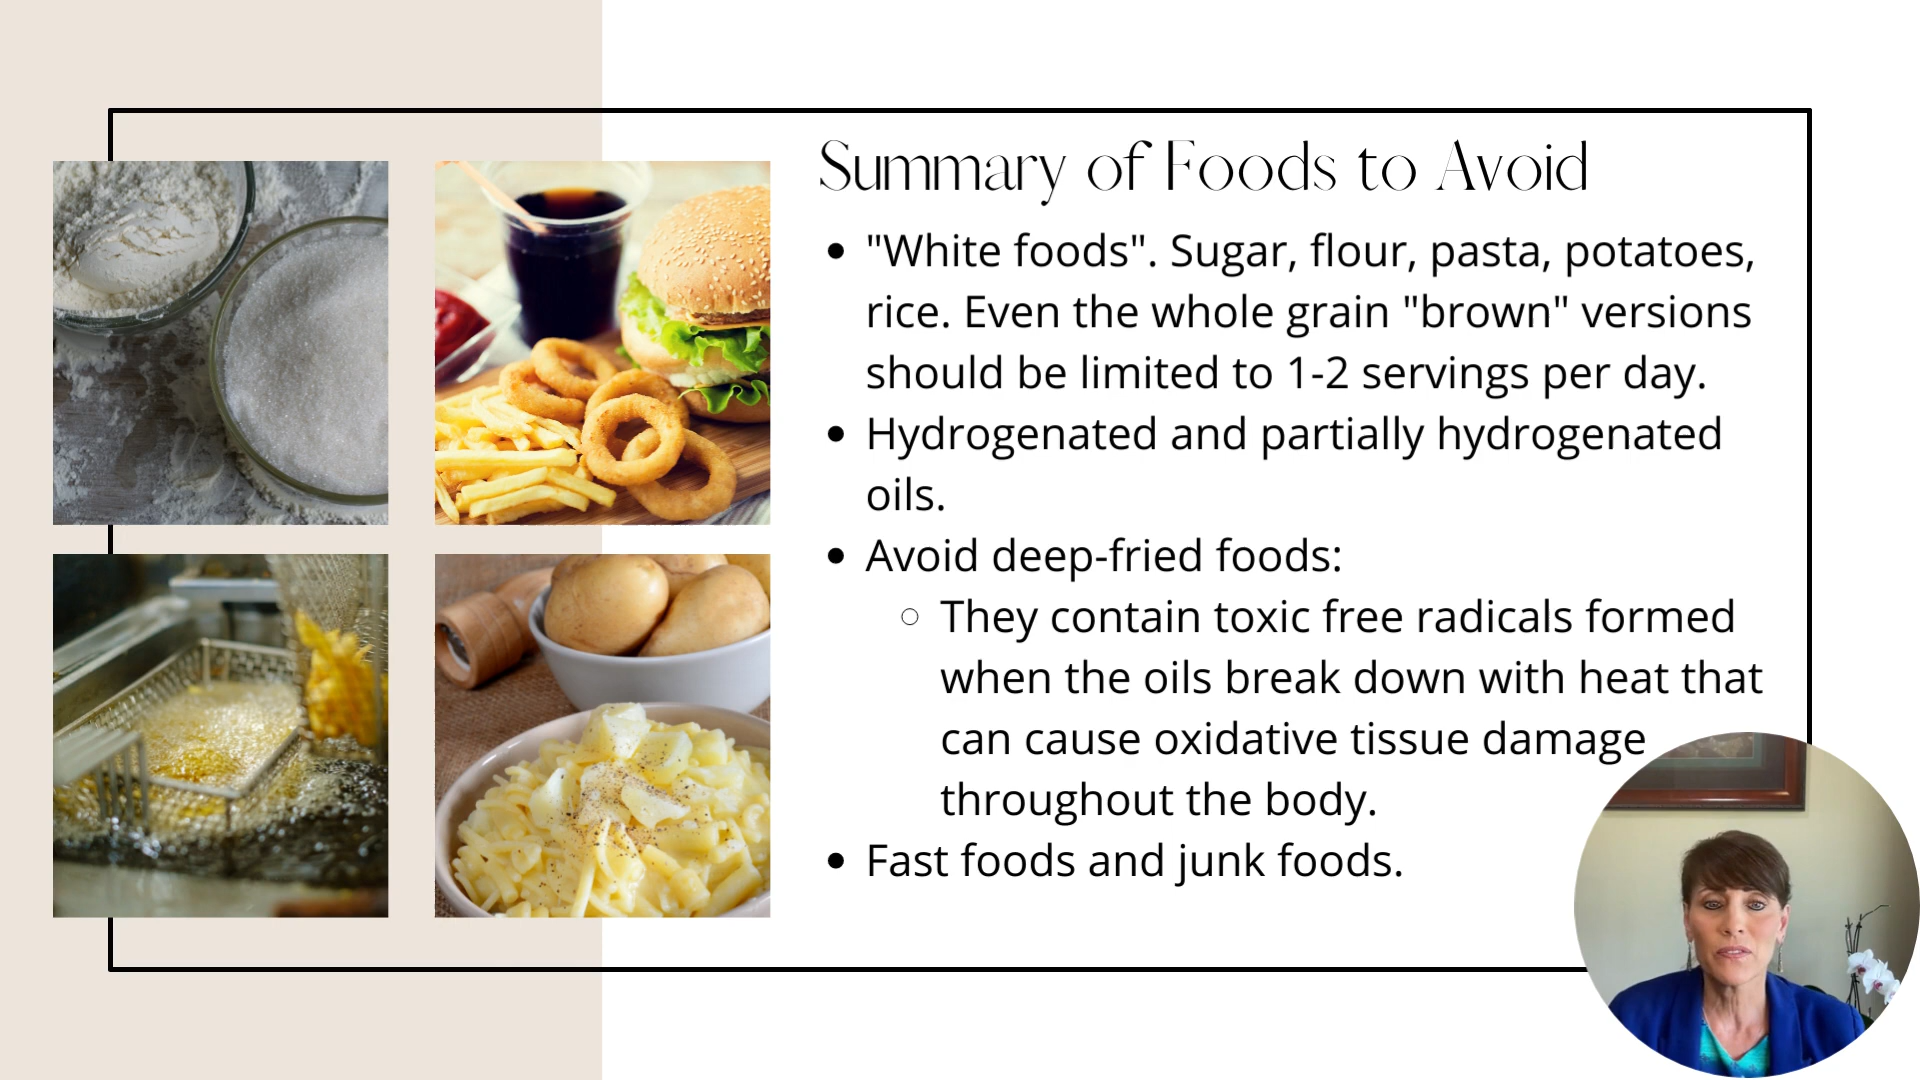 Summary of Foods to Avoid
"White foods". Sugar, flour, pasta, potatoes,
rice. Even the whole grain "brown" versions
should be limited to 1-2 servings per day.
Hydrogenated and partially hydrogenated
oils.
Avoid deep-fried foods:
They contain toxic free radicals formed
when the oils break down with heat that
can cause oxidative tissue damage
throughout the body.
Fast foods and junk foods.